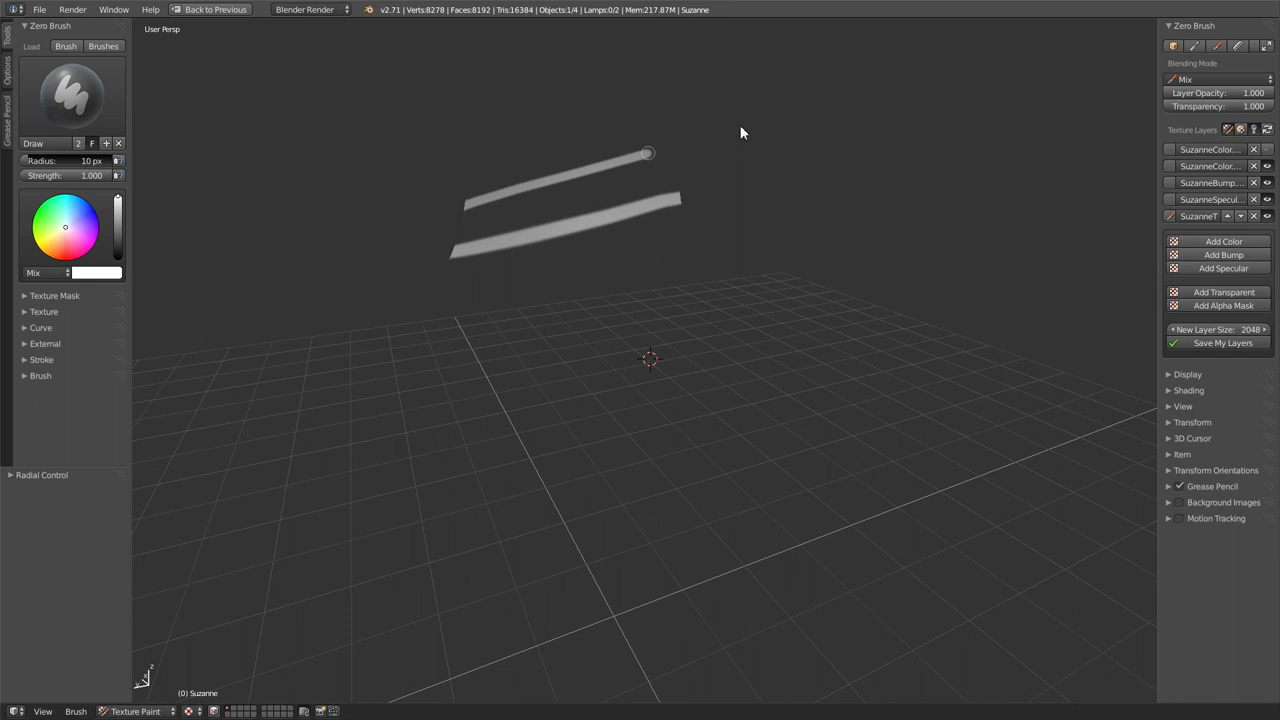 File Render Window Help Back to Previous Blender Render v2.71 | Verts:8278 | Faces:8192 | Tris:16384 | Objects:1/4 | Lamps:0/2 | Mem:217.87M | Suzanne
Zero Brush
Load Brush Brushes
Draw 2 F
Radius: 10 px
Strength: 1.000
Mix
Texture Mask
Texture
Curve
External
Stroke
Brush
Radial Control
Tools
Options
Grease Pencil
User Persp
(0) Suzanne
Zero Brush
Blending Mode
Mix
Layer Opacity: 1.000
Transparency: 1.000
Texture Layers
SuzanneColor....
SuzanneColor....
SuzanneBump....
SuzanneSpecul...
SuzanneT
Add Color
Add Bump
Add Specular
Add Transparent
Add Alpha Mask
New Layer Size: 2048
Save My Layers
Display
Shading
View
Transform
3D Cursor
Item
Transform Orientations
Grease Pencil
Background Images
Motion Tracking
View Brush Texture Paint